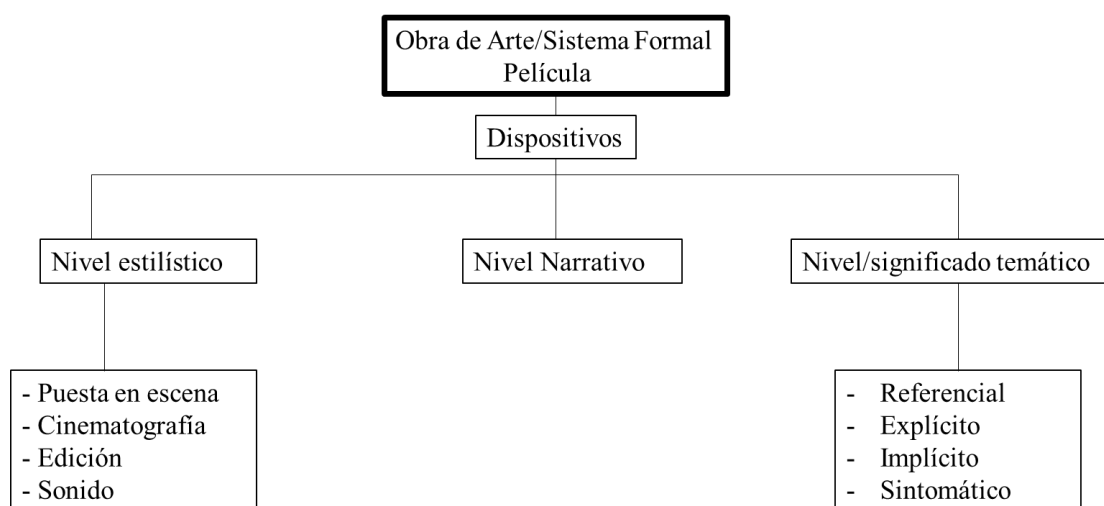 Obra de Arte/Sistema Formal
Película
Dispositivos
Nivel estilístico
Nivel Narrativo
Nivel/significado temático
- Puesta en escena
- Cinematografía
- Edición
- Sonido
- Referencial
- Explícito
- Implícito
- Sintomático